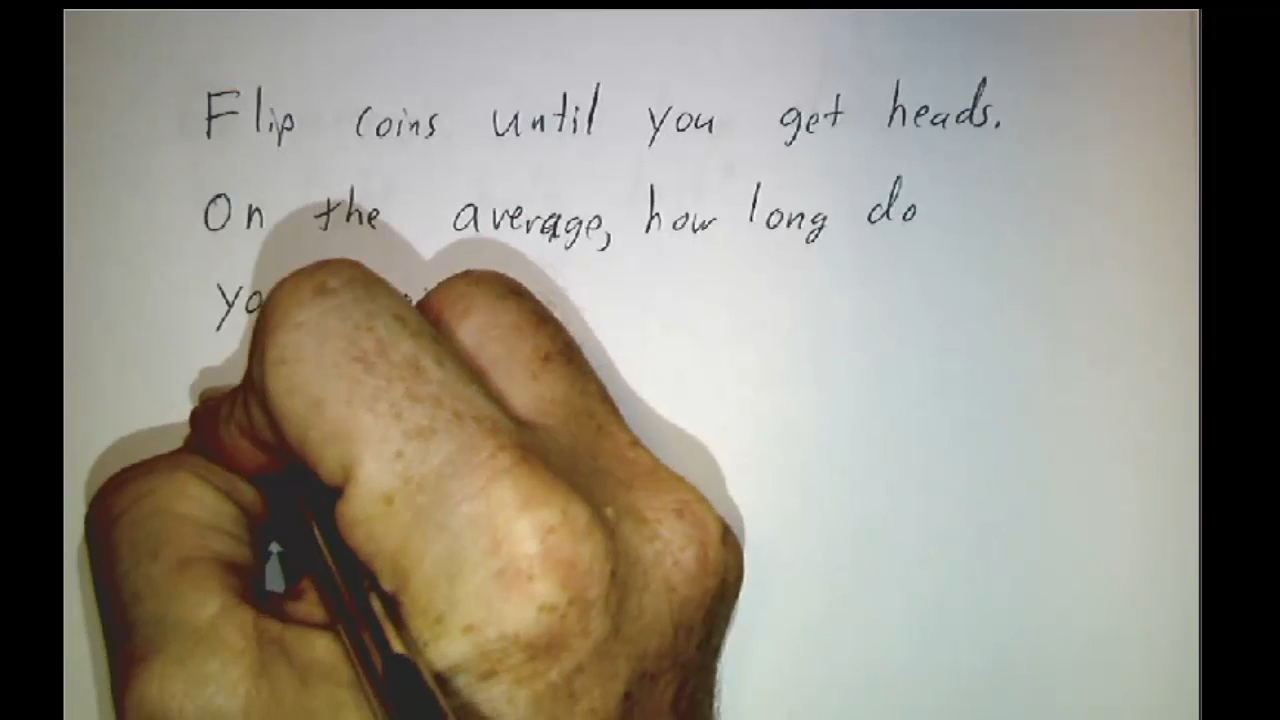 Flip coins until you get heads.
On the average, how long do